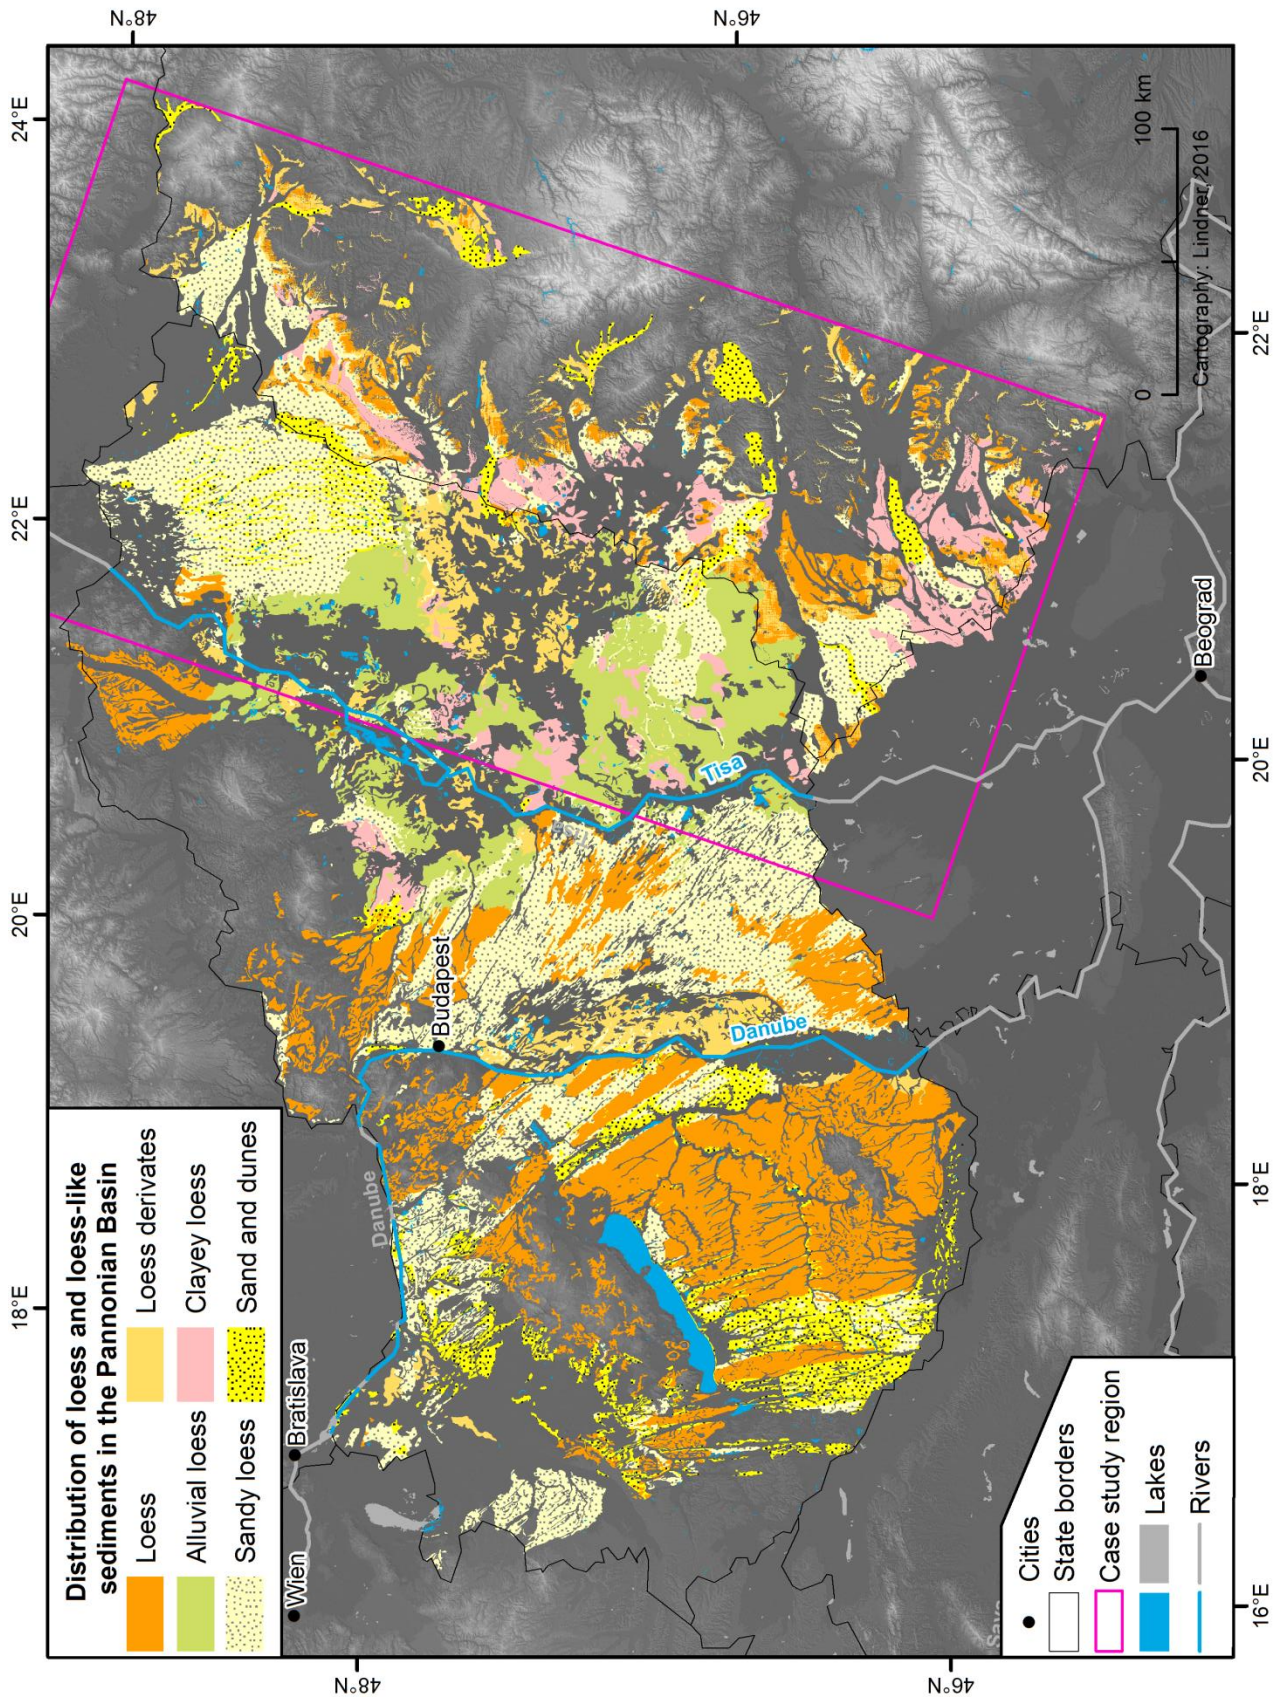 Distribution of loess and loess-like
sediments in the Pannonian Basin
Loess
Loess derivates
Alluvial loess
Clayey loess
Sandy loess
Sand and dunes
18°E
20°E
22°E
24°E
48°N
46°N
48°N
46°N
16°E
18°E
20°E
22°E
Wien
Bratislava
Danube
Budapest
Danube
Tisa
Beograd
Cities
State borders
Case study region
Lakes
Rivers
0
100 km
Cartography: Lindner 2016